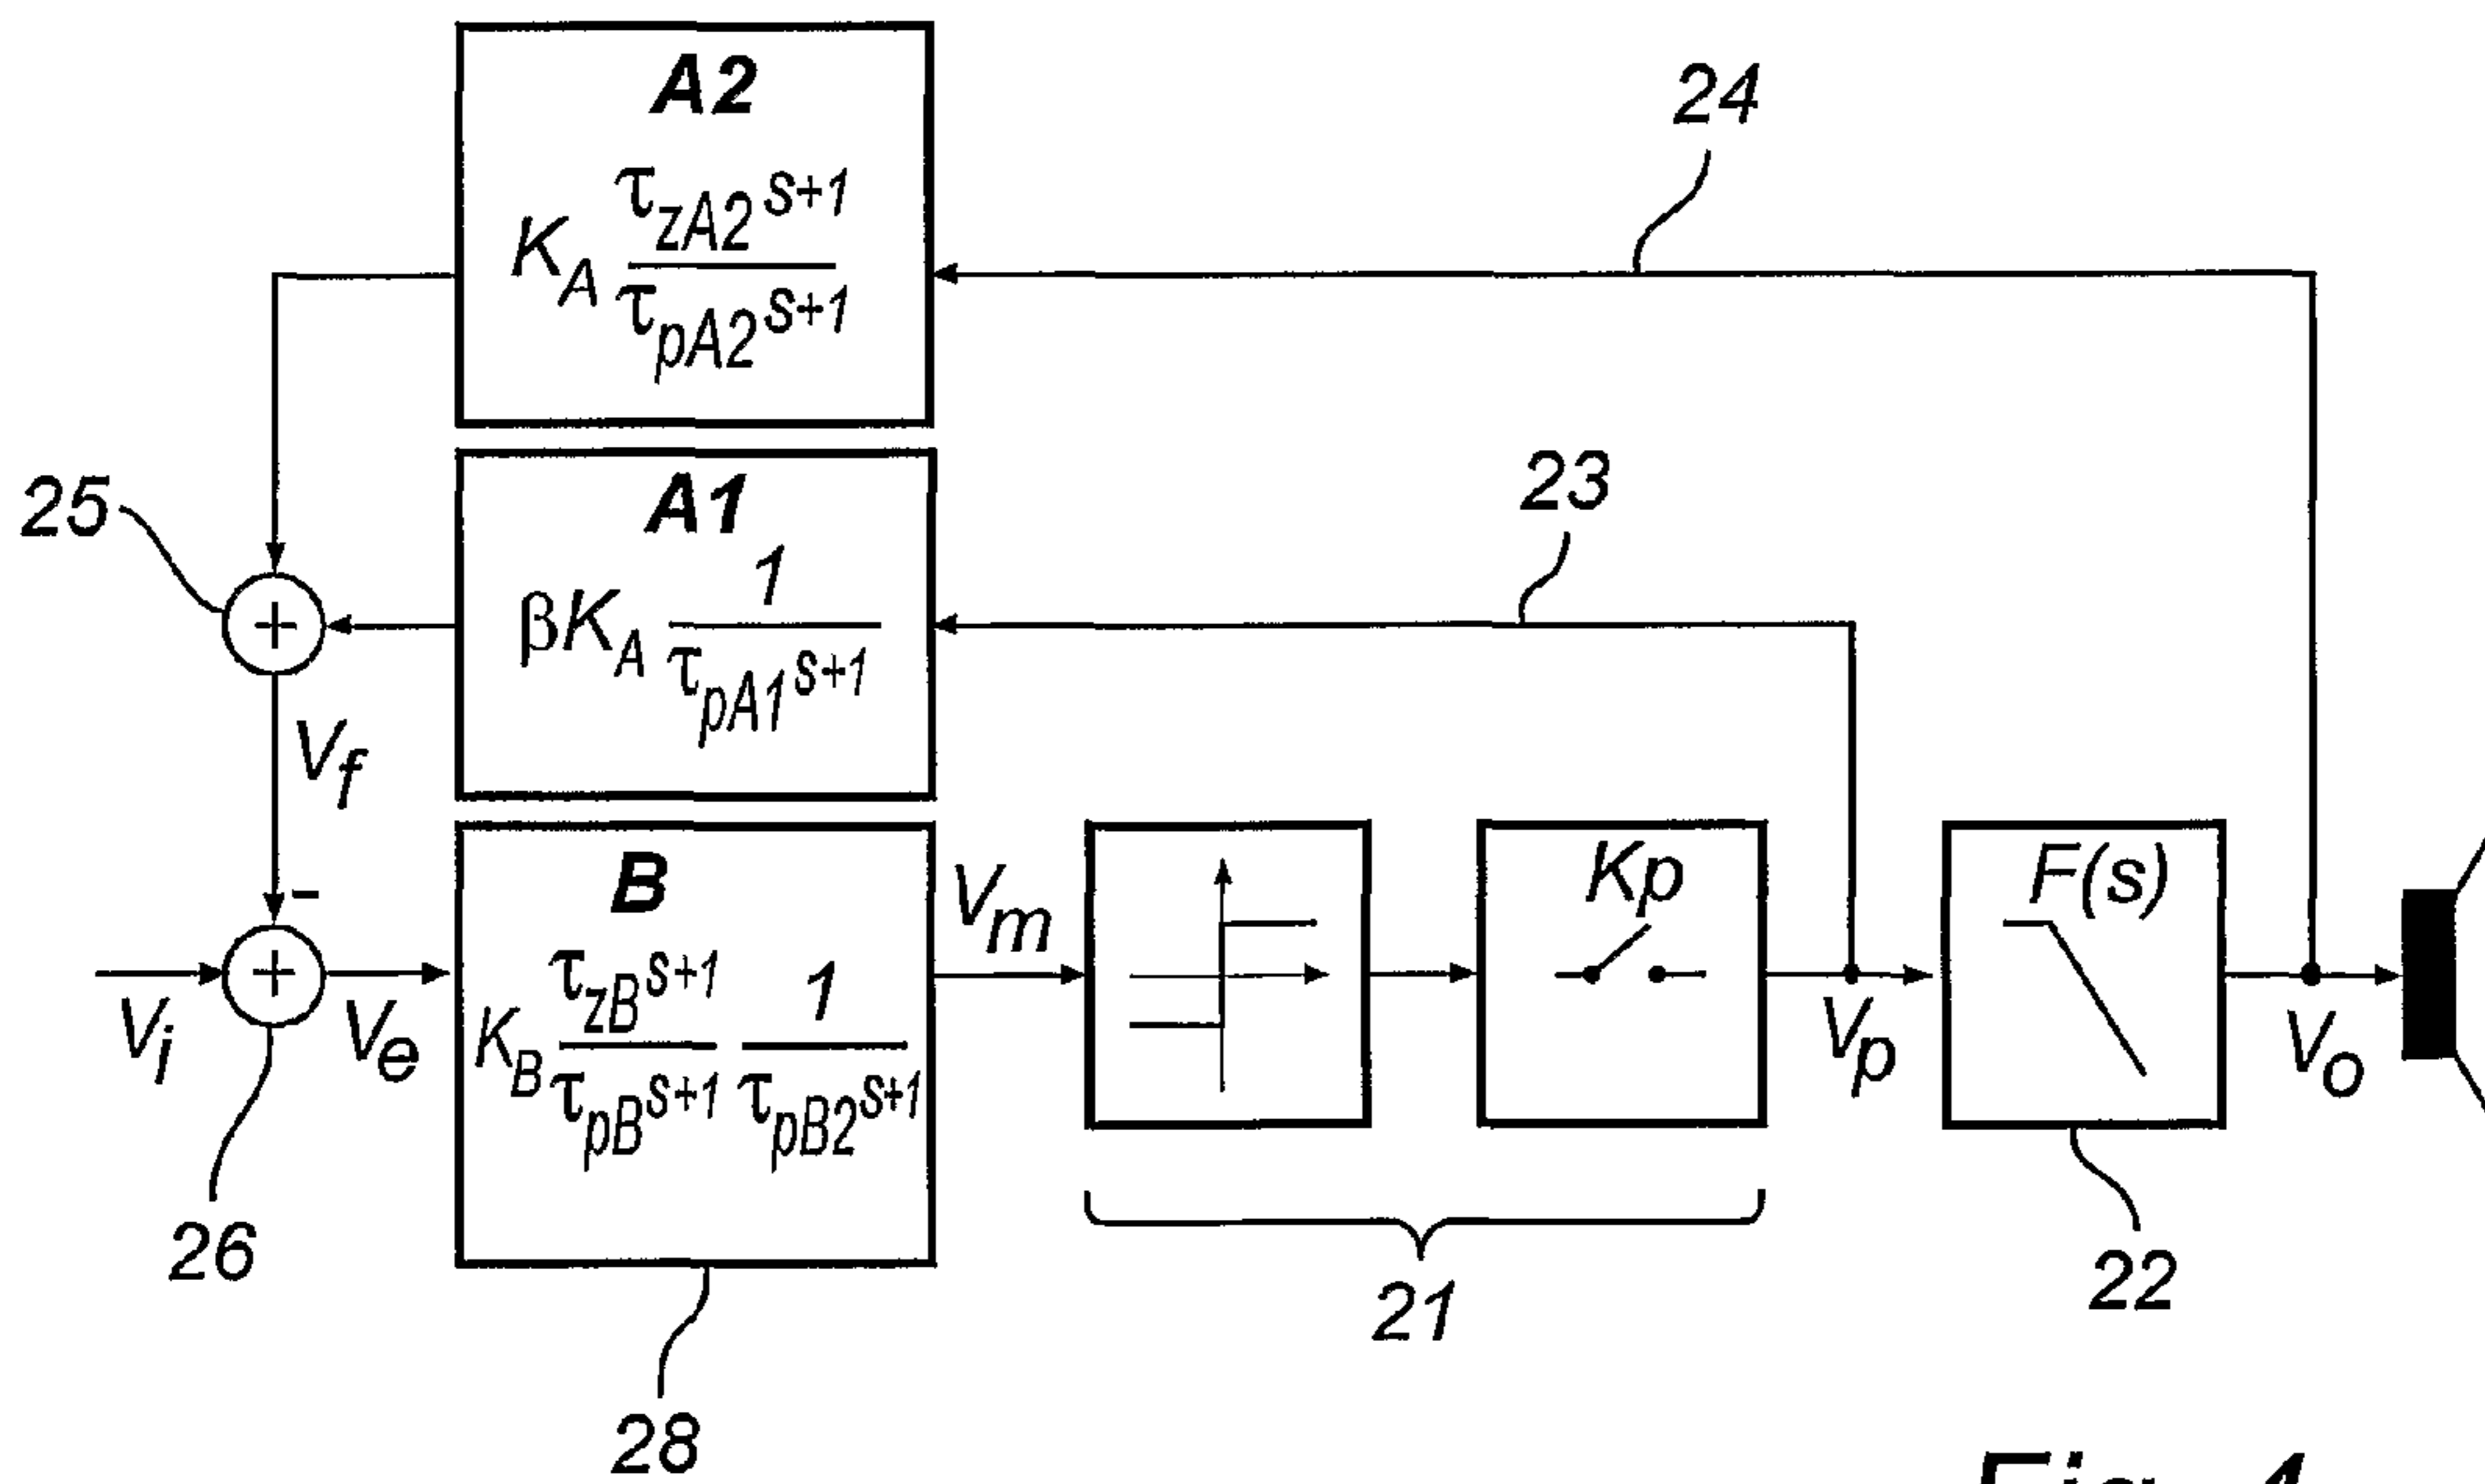 A2
K_A τ_zA2 s+1
τ_pA2 s+1
24
A1
βK_A 1
τ_pA1 s+1
23
25
V_f
-
+
+
V_i
V_e
26
B
K_B τ_zB s+1 1
τ_pB s+1 τ_pB2 s+1
28
V_m
Kp
21
V_p
F(s)
22
V_o